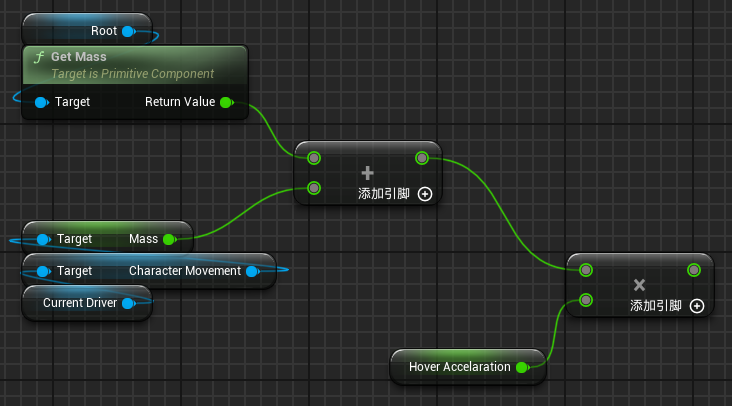 Root
f Get Mass
Target is Primitive Component
Target Return Value
+
添加引脚
Target Mass
Target Character Movement
Current Driver
×
添加引脚
Hover Accelaration